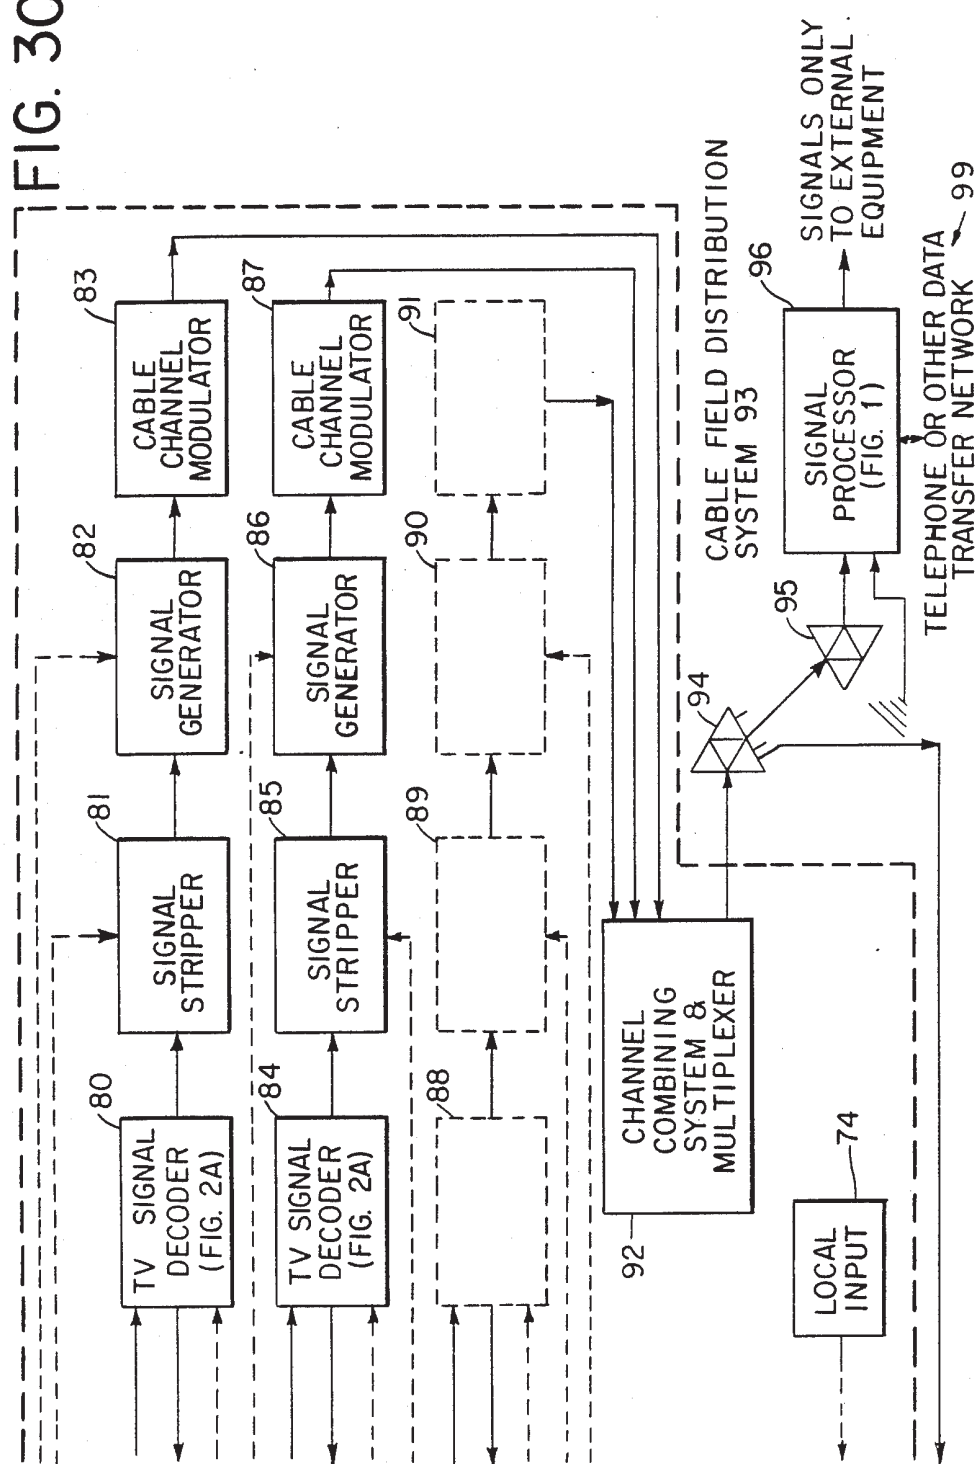 FIG. 3C
83
CABLE
CHANNEL
MODULATOR
82
SIGNAL
GENERATOR
81
SIGNAL
STRIPPER
80
TV SIGNAL
DECODER
(FIG. 2A)
87
CABLE
CHANNEL
MODULATOR
86
SIGNAL
GENERATOR
85
SIGNAL
STRIPPER
84
TV SIGNAL
DECODER
(FIG. 2A)
91
90
89
88
92
CHANNEL
COMBINING
SYSTEM &
MULTIPLEXER
CABLE FIELD DISTRIBUTION
SYSTEM 93
94
95
96
SIGNAL
PROCESSOR
(FIG. 1)
SIGNALS ONLY
TO EXTERNAL
EQUIPMENT
74
LOCAL
INPUT
TELEPHONE OR OTHER DATA
TRANSFER NETWORK
99